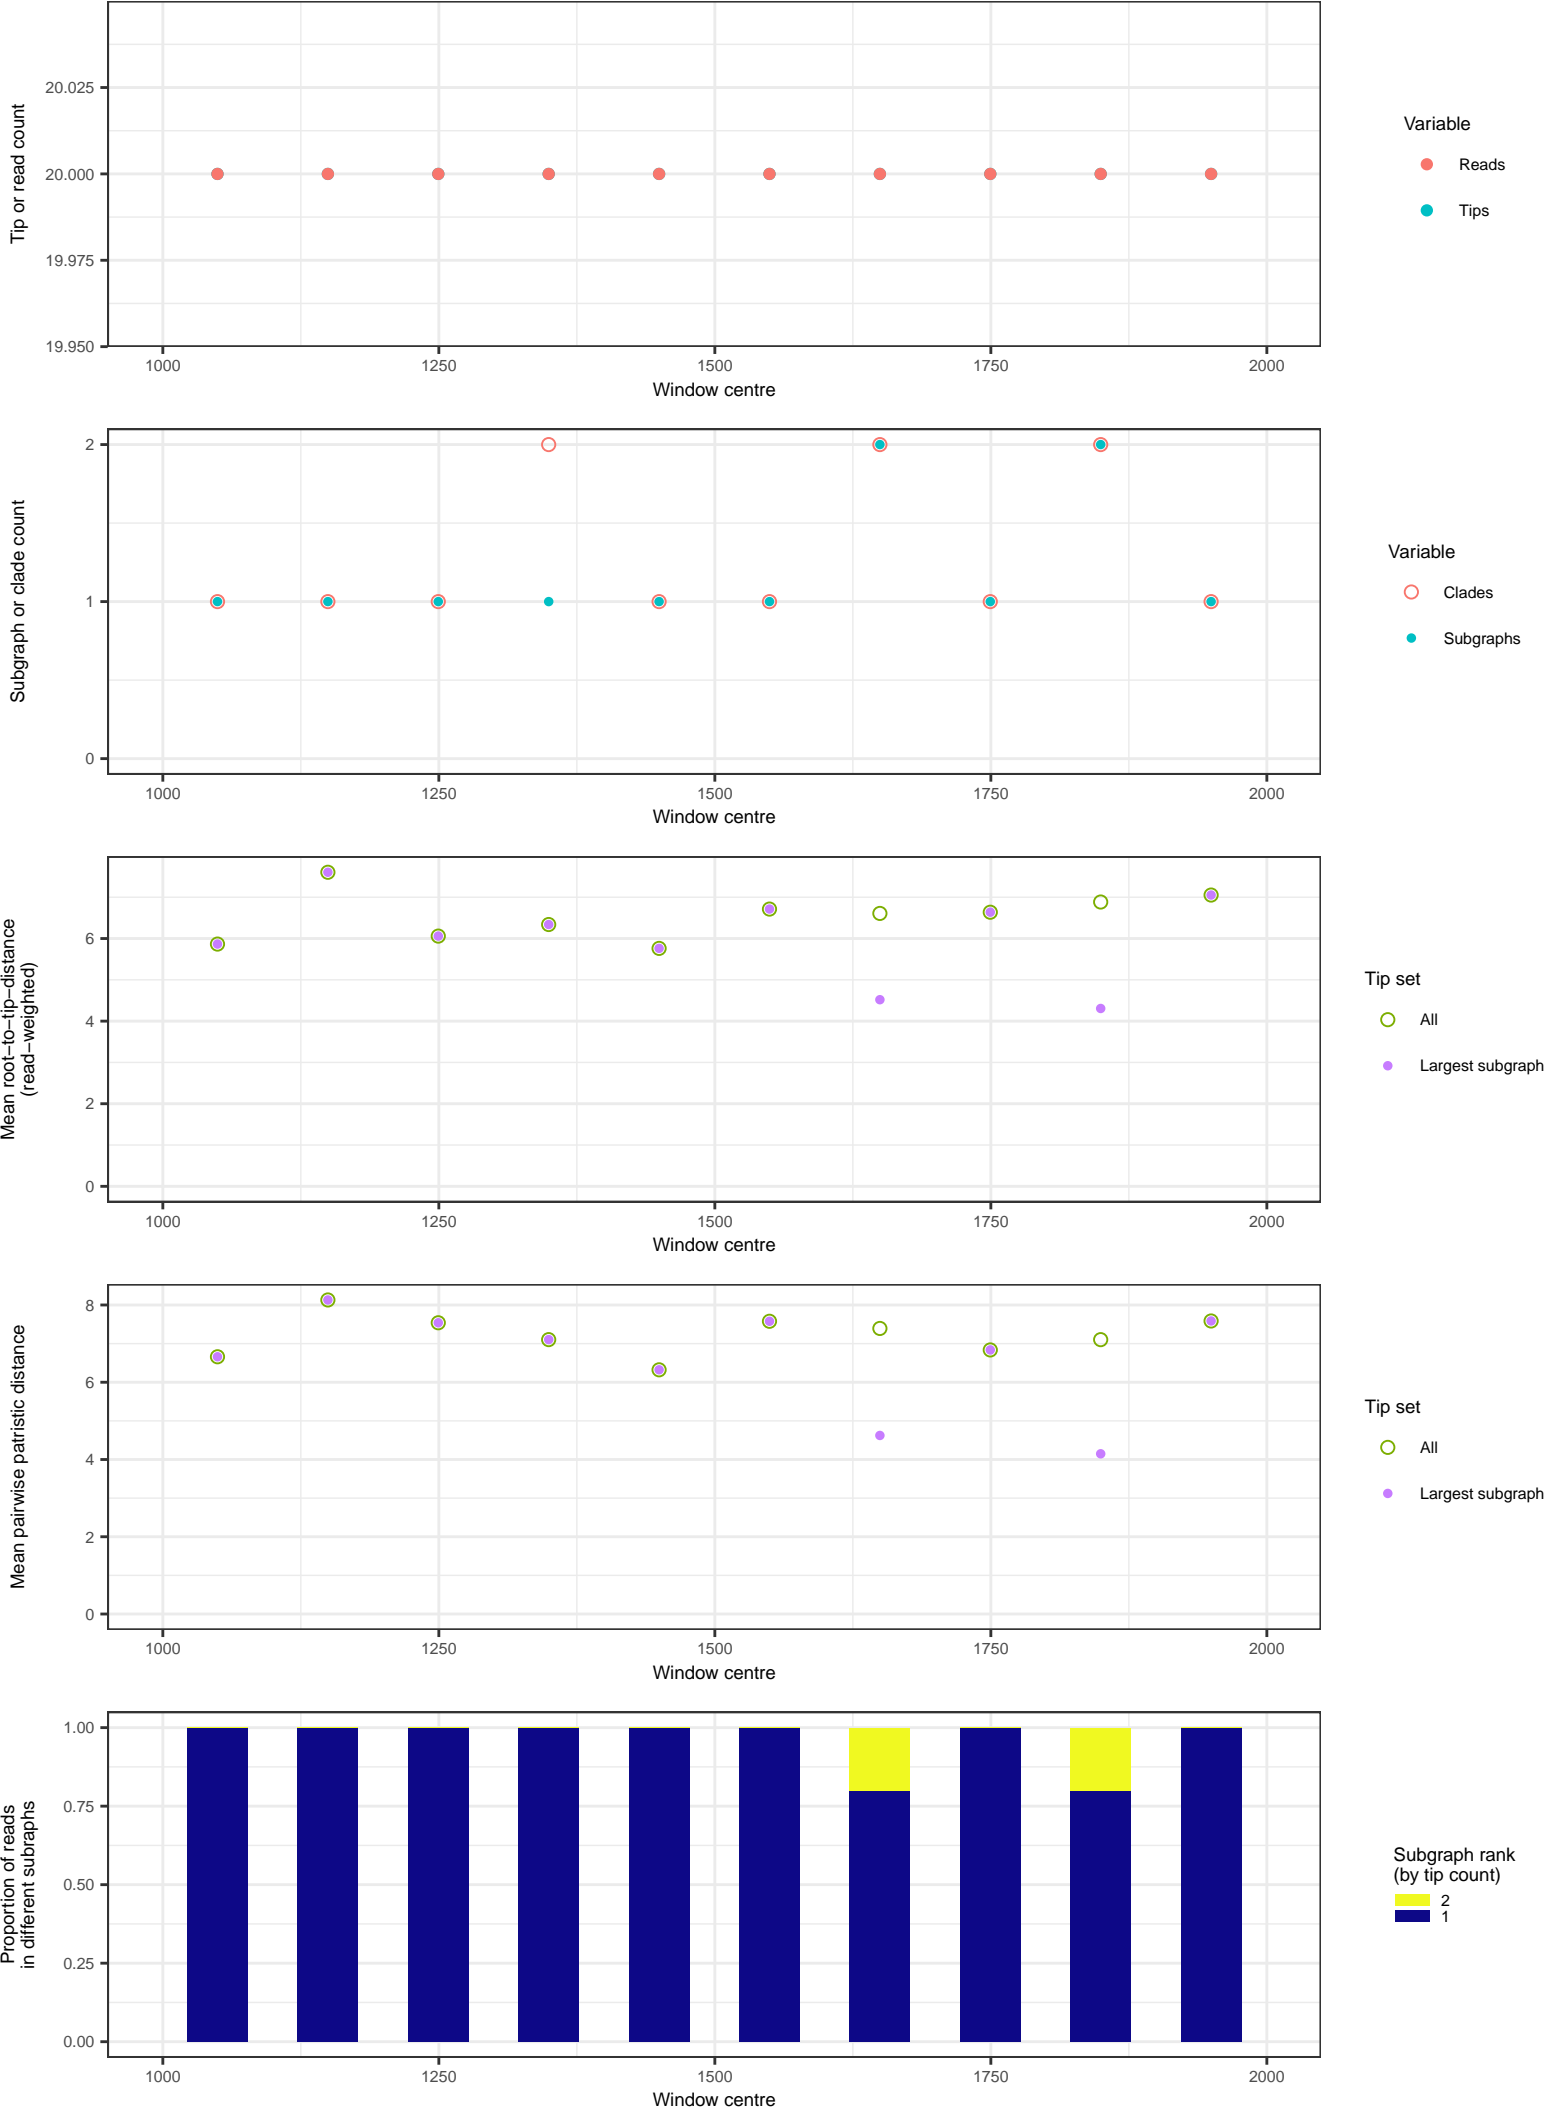 Tip or read count
20.025
20.000
19.975
19.950
1000
1250
1500
1750
2000
Window centre
Variable
Reads
Tips
Subgraph or clade count
2
1
0
1000
1250
1500
1750
2000
Window centre
Variable
Clades
Subgraphs
Mean root−to−tip−distance
(read−weighted)
6
4
2
0
1000
1250
1500
1750
2000
Window centre
Tip set
All
Largest subgraph
Mean pairwise patristic distance
8
6
4
2
0
1000
1250
1500
1750
2000
Window centre
Tip set
All
Largest subgraph
Proportion of reads
in different subraphs
1.00
0.75
0.50
0.25
0.00
1000
1250
1500
1750
2000
Window centre
Subgraph rank
(by tip count)
2
1